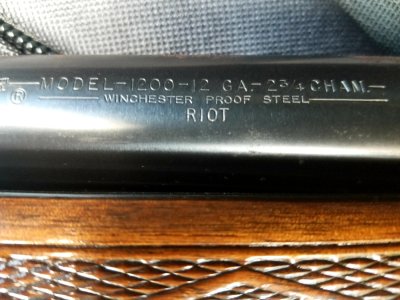 R-MODEL-1200-12 GA.-2¾CHAM.
® WINCHESTER PROOF STEEL
RIOT